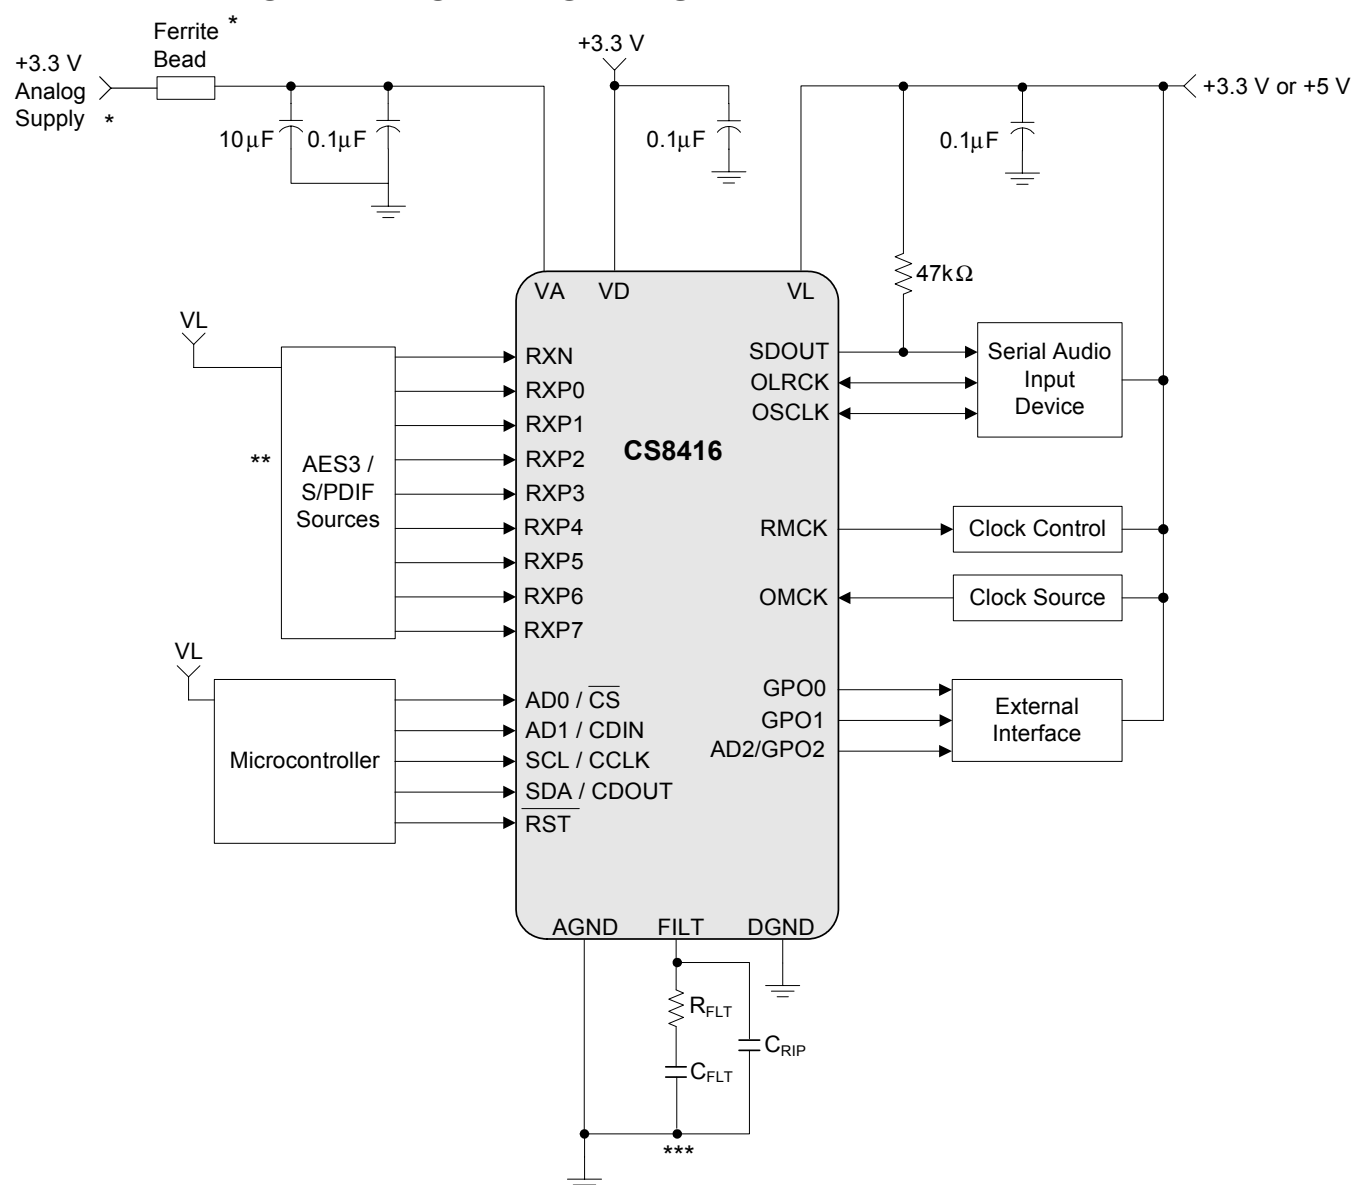 Ferrite *
Bead
+3.3 V
Analog
Supply *
10µF
0.1µF
+3.3 V
0.1µF
+3.3 V or +5 V
0.1µF
47kΩ
VA
VD
VL
VL
**
AES3 /
S/PDIF
Sources
RXN
RXP0
RXP1
RXP2
RXP3
RXP4
RXP5
RXP6
RXP7
CS8416
SDOUT
OLRCK
OSCLK
Serial Audio
Input
Device
RMCK
Clock Control
OMCK
Clock Source
VL
Microcontroller
AD0 / CS
AD1 / CDIN
SCL / CCLK
SDA / CDOUT
RST
GPO0
GPO1
AD2/GPO2
External
Interface
AGND
FILT
DGND
RFLT
CFLT
CRIP
***